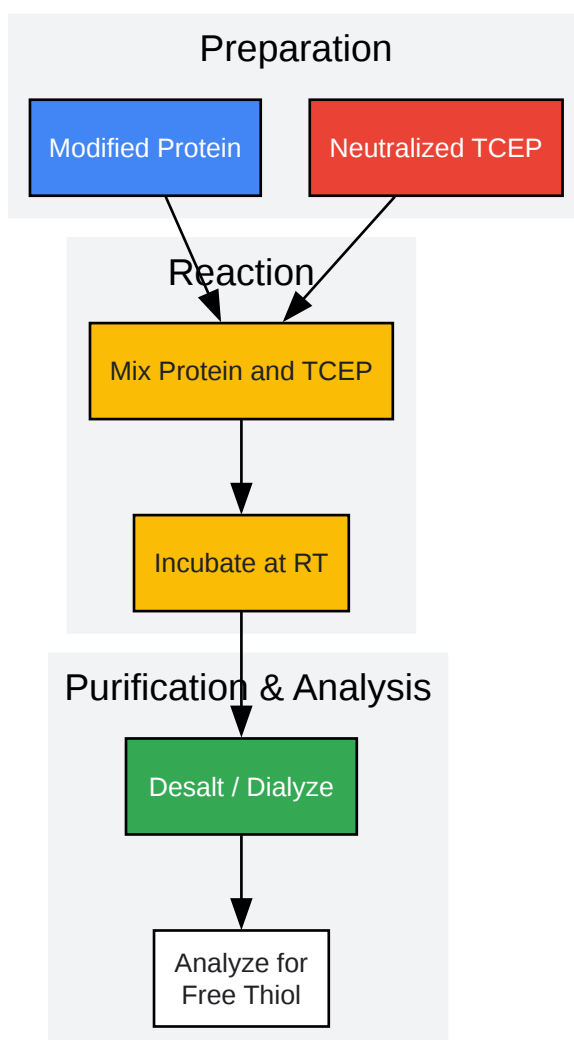 Preparation
Modified Protein
Neutralized TCEP
Reaction
Mix Protein and TCEP
Incubate at RT
Purification & Analysis
Desalt / Dialyze
Analyze for
Free Thiol